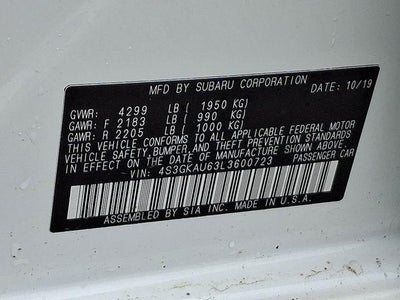 MFD BY SUBARU CORPORATION DATE: 10/19
GVWR: 4299 LB ( 1950 KG)
GAWR: F 2183 LB ( 990 KG)
GAWR: R 2205 LB ( 1000 KG)
THIS VEHICLE CONFORMS TO ALL APPLICABLE FEDERAL MOTOR
VEHICLE SAFETY, BUMPER, AND THEFT PREVENTION STANDARDS
IN EFFECT ON THE DATE OF MANUFACTURE SHOWN ABOVE.
VIN: 4S3GKAU63L3600723 PASSENGER CAR
ASSEMBLED BY SIA INC. MADE IN U.S.A.